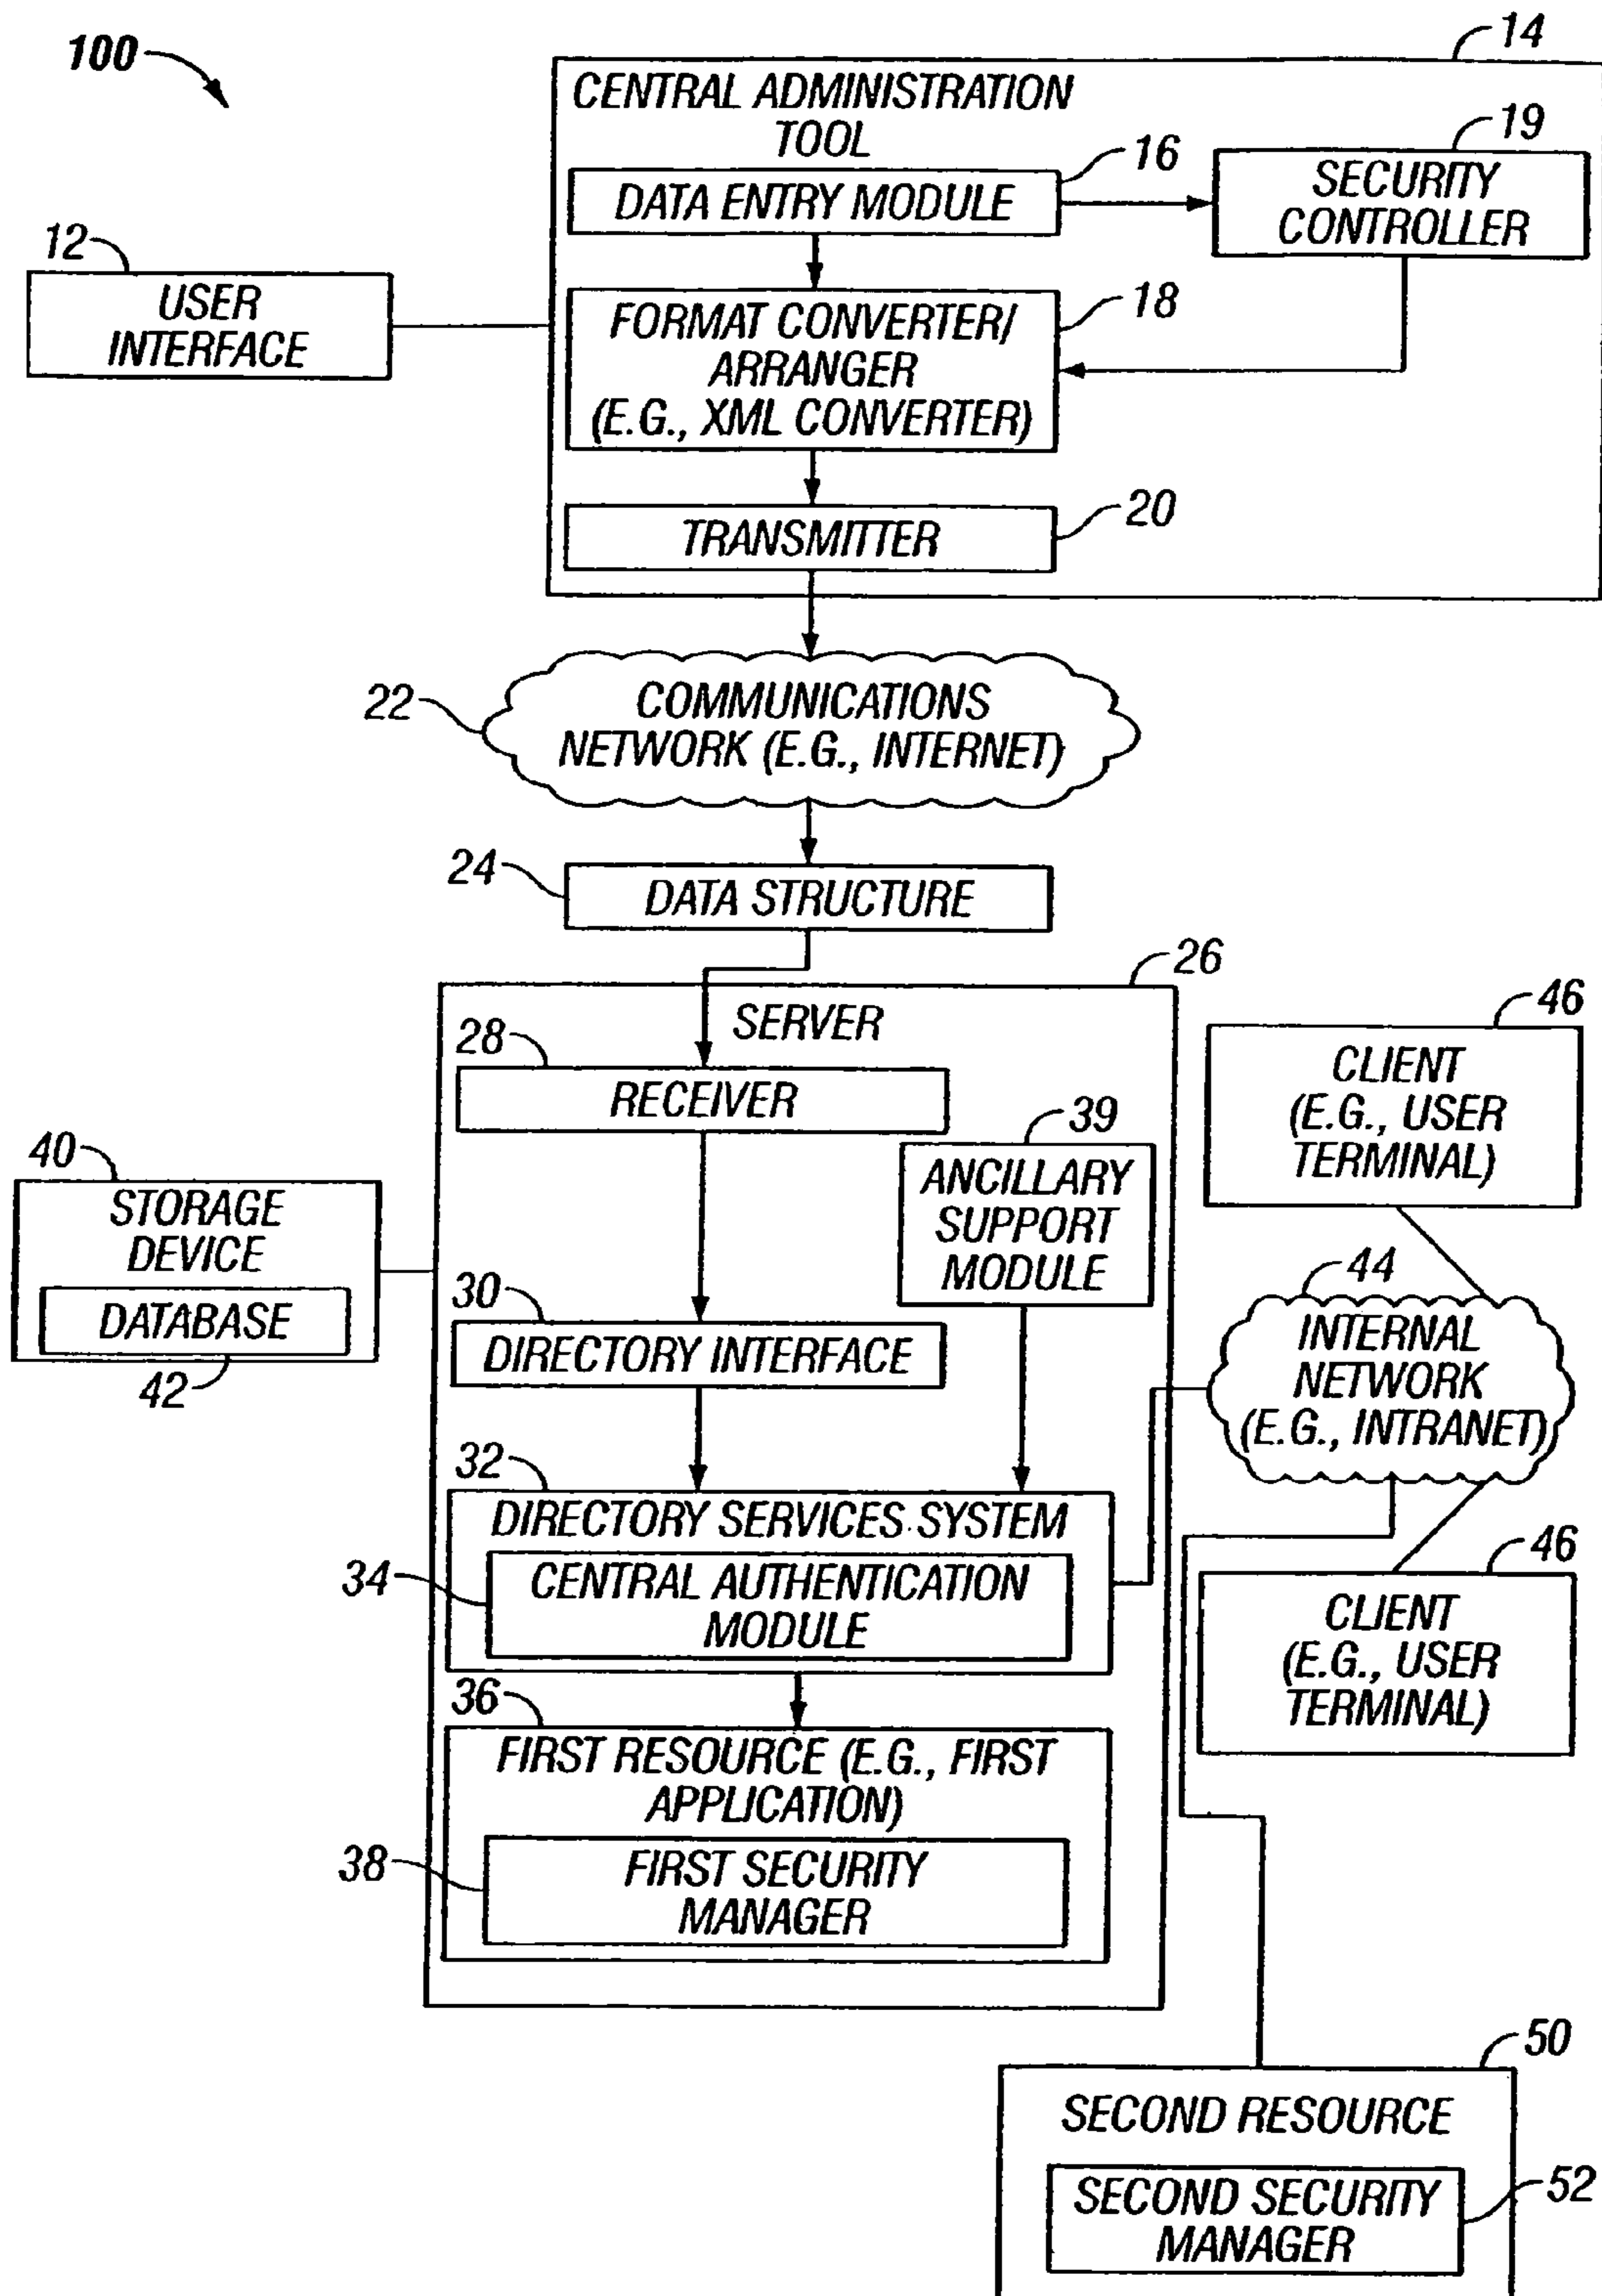 100
14
CENTRAL ADMINISTRATION
TOOL
16
DATA ENTRY MODULE
19
SECURITY
CONTROLLER
12
USER
INTERFACE
18
FORMAT CONVERTER/
ARRANGER
(E.G., XML CONVERTER)
20
TRANSMITTER
22
COMMUNICATIONS
NETWORK (E.G., INTERNET)
24
DATA STRUCTURE
26
SERVER
28
RECEIVER
39
ANCILLARY
SUPPORT
MODULE
46
CLIENT
(E.G., USER
TERMINAL)
40
STORAGE
DEVICE
DATABASE
42
30
DIRECTORY INTERFACE
44
INTERNAL
NETWORK
(E.G., INTRANET)
32
DIRECTORY SERVICES SYSTEM
34
CENTRAL AUTHENTICATION
MODULE
46
CLIENT
(E.G., USER
TERMINAL)
36
FIRST RESOURCE (E.G., FIRST
APPLICATION)
38
FIRST SECURITY
MANAGER
50
SECOND RESOURCE
52
SECOND SECURITY
MANAGER